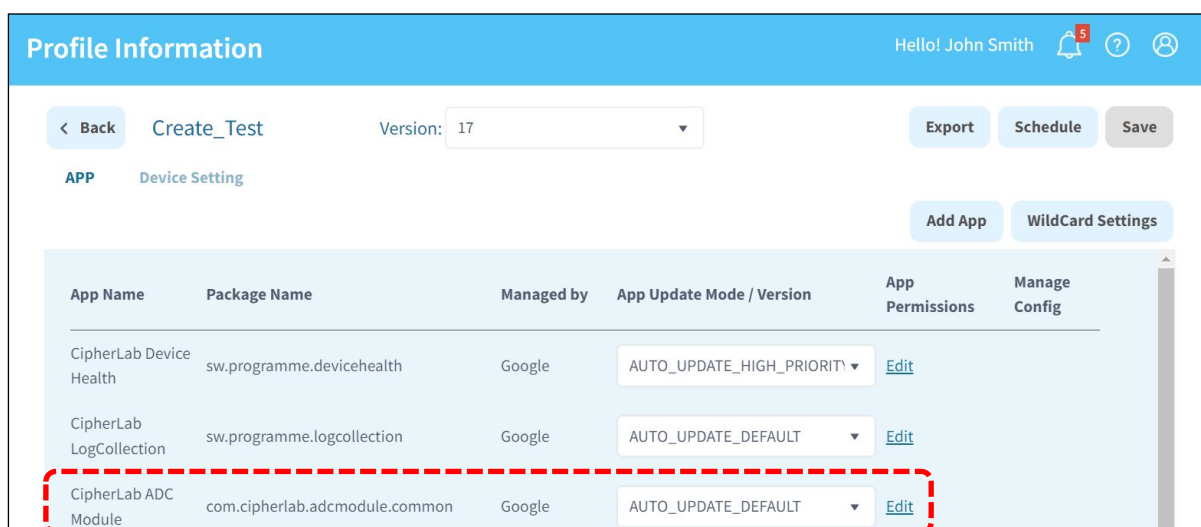 Profile Information
Hello! John Smith
5
?
< Back
Create_Test
Version: 17
Export
Schedule
Save
APP
Device Setting
Add App
WildCard Settings
App Name
Package Name
Managed by
App Update Mode / Version
App
Permissions
Manage
Config
CipherLab Device
Health
sw.programme.devicehealth
Google
AUTO_UPDATE_HIGH_PRIORITY
Edit
CipherLab
LogCollection
sw.programme.logcollection
Google
AUTO_UPDATE_DEFAULT
Edit
CipherLab ADC
Module
com.cipherlab.adcmodule.common
Google
AUTO_UPDATE_DEFAULT
Edit